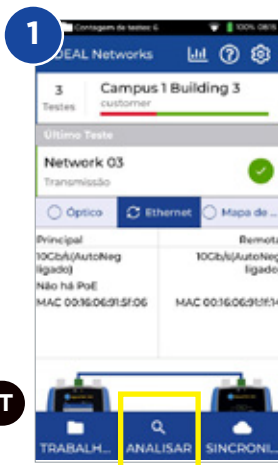 1
Contagem de testes: 6 100% 08:15
IDEAL Networks
3 Campus 1 Building 3
Testes customer
Último Teste
Network 03
Transmissão
Óptico Ethernet Mapa de ...
Principal Remota
10Gb/s(AutoNeg 10Gb/s(AutoNeg
ligado) ligado
Não há PoE
MAC 00:16:06:91:5f:06 MAC 00:16:06:91:1f:14
T
TRABALH... ANALISAR SINCRONI...